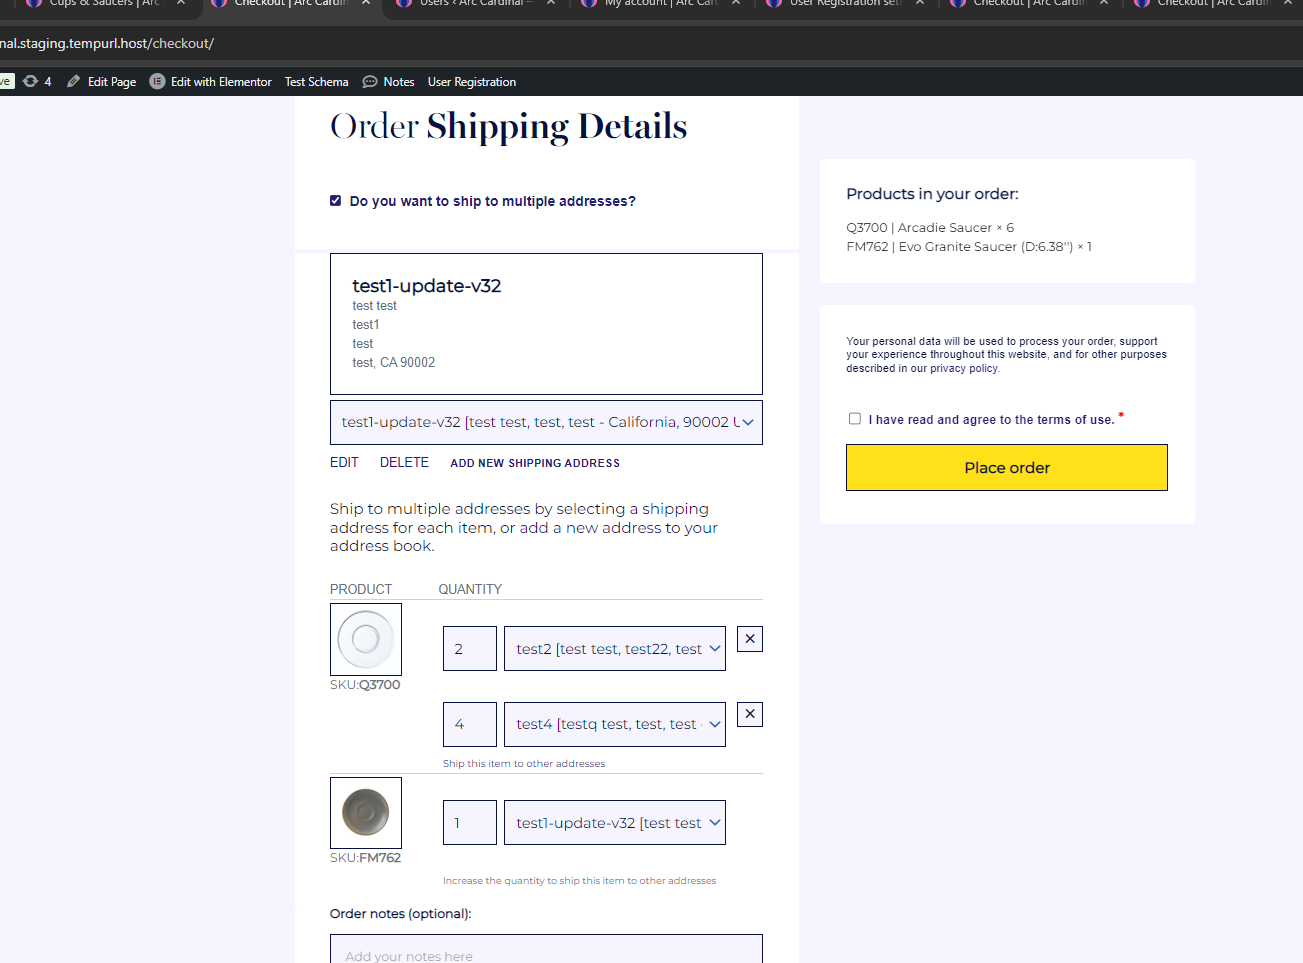 Cups & Saucers | Arc
Checkout | Arc Cardin
Users ‹ Arc Cardinal –
My account | Arc Card
User Registration sett
Checkout | Arc Cardin
Checkout | Arc Cardin
nal.staging.tempurl.host/checkout/
ve
4
Edit Page
Edit with Elementor
Test Schema
Notes
User Registration
Order Shipping Details
Do you want to ship to multiple addresses?
test1-update-v32
test test
test1
test
test, CA 90002
test1-update-v32 [test test, test, test - California, 90002 U
EDIT
DELETE
ADD NEW SHIPPING ADDRESS
Ship to multiple addresses by selecting a shipping
address for each item, or add a new address to your
address book.
PRODUCT
QUANTITY
2
test2 [test test, test22, test
SKU:Q3700
4
test4 [testq test, test, test
Ship this item to other addresses
1
test1-update-v32 [test test
SKU:FM762
Increase the quantity to ship this item to other addresses
Order notes (optional):
Add your notes here
Products in your order:
Q3700 | Arcadie Saucer × 6
FM762 | Evo Granite Saucer (D:6.38'') × 1
Your personal data will be used to process your order, support
your experience throughout this website, and for other purposes
described in our privacy policy.
I have read and agree to the terms of use. *
Place order